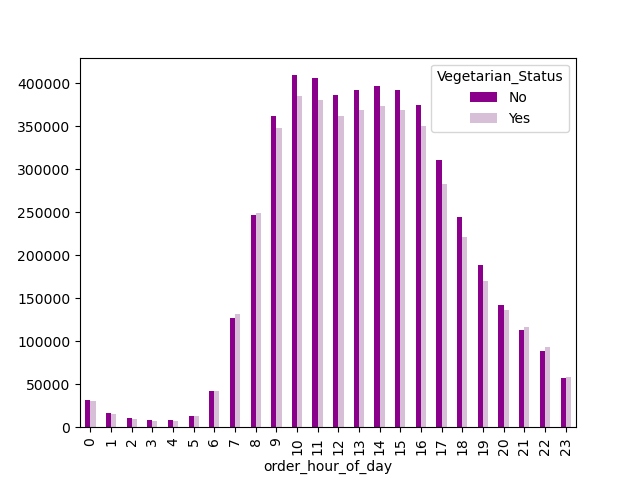 Vegetarian_Status
No
Yes
400000
350000
300000
250000
200000
150000
100000
50000
0
0 1 2 3 4 5 6 7 8 9 10 11 12 13 14 15 16 17 18 19 20 21 22 23
order_hour_of_day